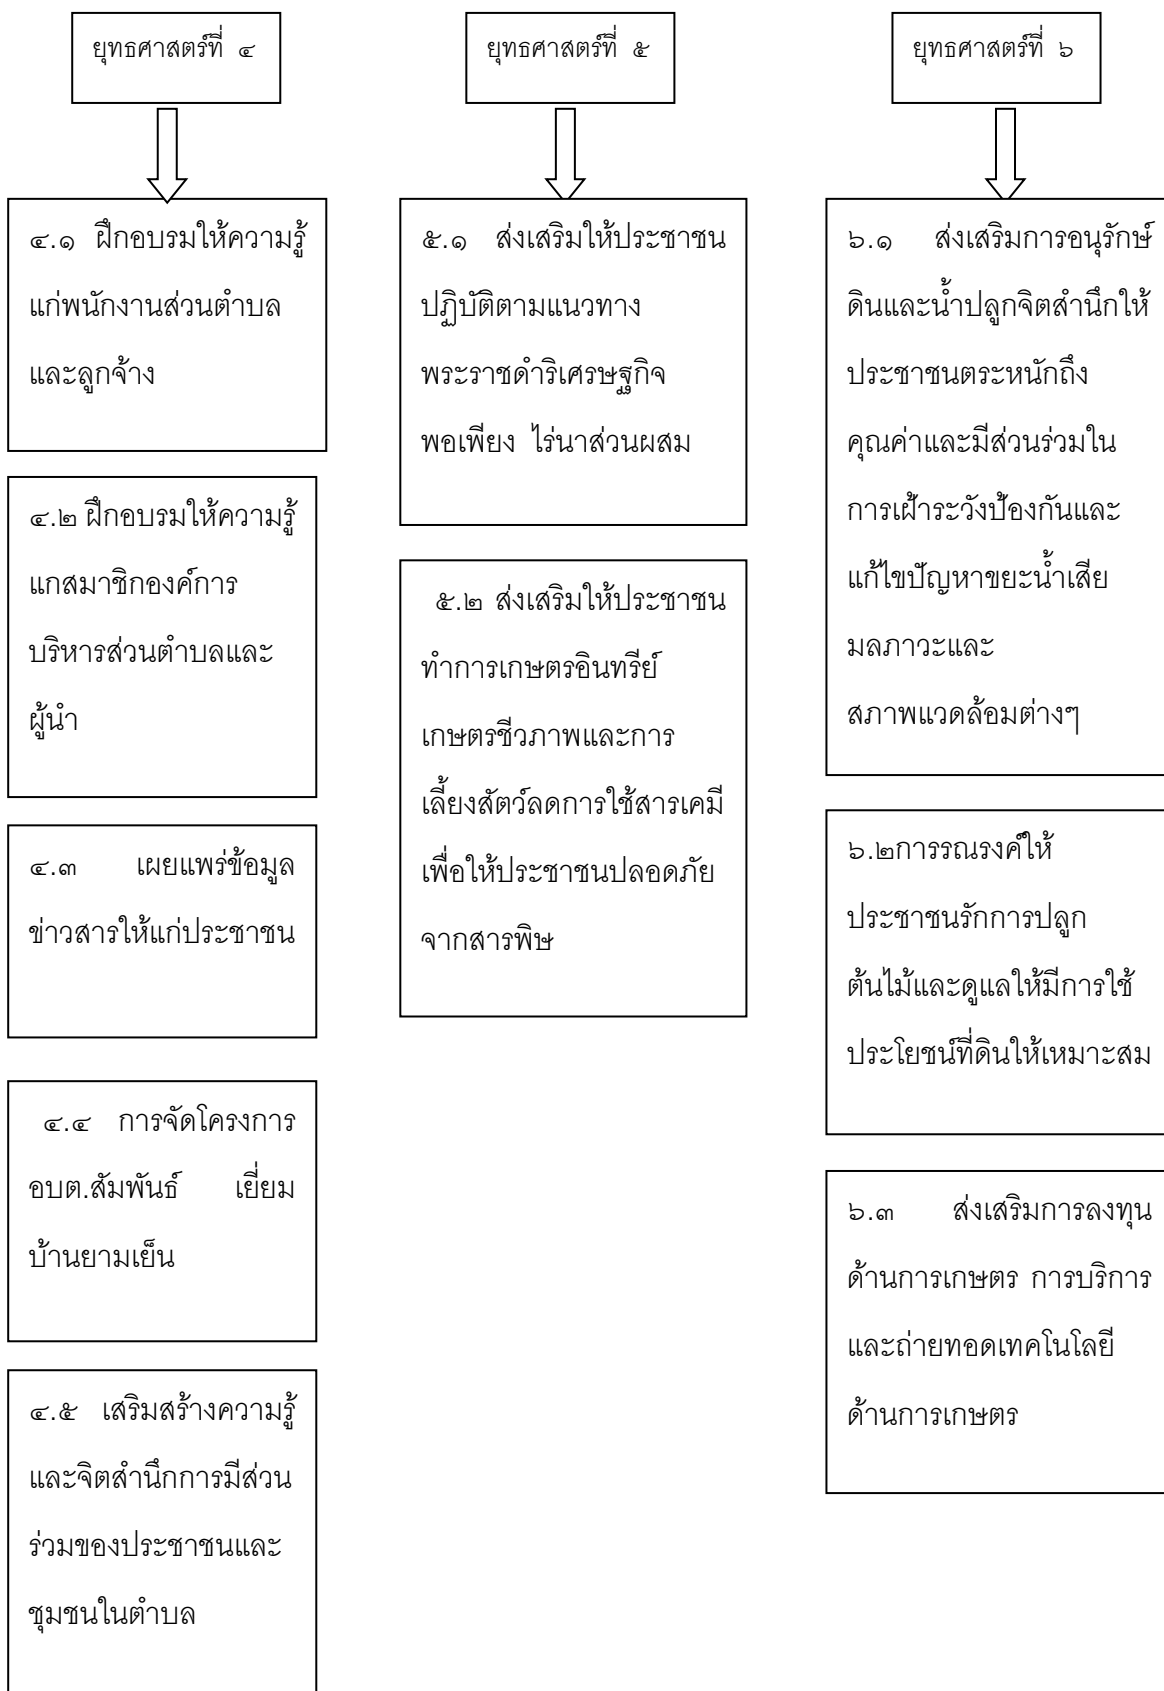 ยุทธศาสตร์ที่ ๔
๔.๑ ฝึกอบรมให้ความรู้
แก่พนักงานส่วนตำบล
และลูกจ้าง
๔.๒ ฝึกอบรมให้ความรู้
แกสมาชิกองค์การ
บริหารส่วนตำบลและ
ผู้นำ
๔.๓ เผยแพร่ข้อมูล
ข่าวสารให้แก่ประชาชน
๔.๔ การจัดโครงการ
อบต.สัมพันธ์ เยี่ยม
บ้านยามเย็น
๔.๕ เสริมสร้างความรู้
และจิตสำนึกการมีส่วน
ร่วมของประชาชนและ
ชุมชนในตำบล
ยุทธศาสตร์ที่ ๕
๕.๑ ส่งเสริมให้ประชาชน
ปฏิบัติตามแนวทาง
พระราชดำริเศรษฐกิจ
พอเพียง ไร่นาส่วนผสม
๕.๒ ส่งเสริมให้ประชาชน
ทำการเกษตรอินทรีย์
เกษตรชีวภาพและการ
เลี้ยงสัตว์ลดการใช้สารเคมี
เพื่อให้ประชาชนปลอดภัย
จากสารพิษ
ยุทธศาสตร์ที่ ๖
๖.๑ ส่งเสริมการอนุรักษ์
ดินและน้ำปลูกจิตสำนึกให้
ประชาชนตระหนักถึง
คุณค่าและมีส่วนร่วมใน
การเฝ้าระวังป้องกันและ
แก้ไขปัญหาขยะน้ำเสีย
มลภาวะและ
สภาพแวดล้อมต่างๆ
๖.๒การรณรงค์ให้
ประชาชนรักการปลูก
ต้นไม้และดูแลให้มีการใช้
ประโยชน์ที่ดินให้เหมาะสม
๖.๓ ส่งเสริมการลงทุน
ด้านการเกษตร การบริการ
และถ่ายทอดเทคโนโลยี
ด้านการเกษตร